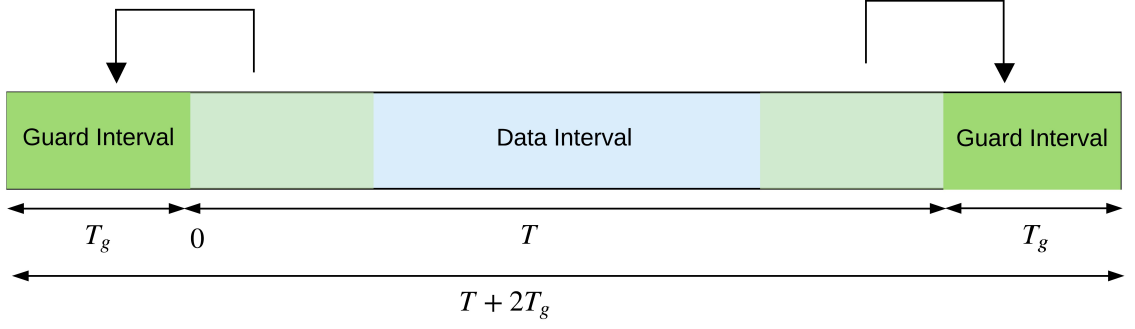 Guard Interval
Data Interval
Guard Interval
T_g
0
T
T_g
T + 2T_g